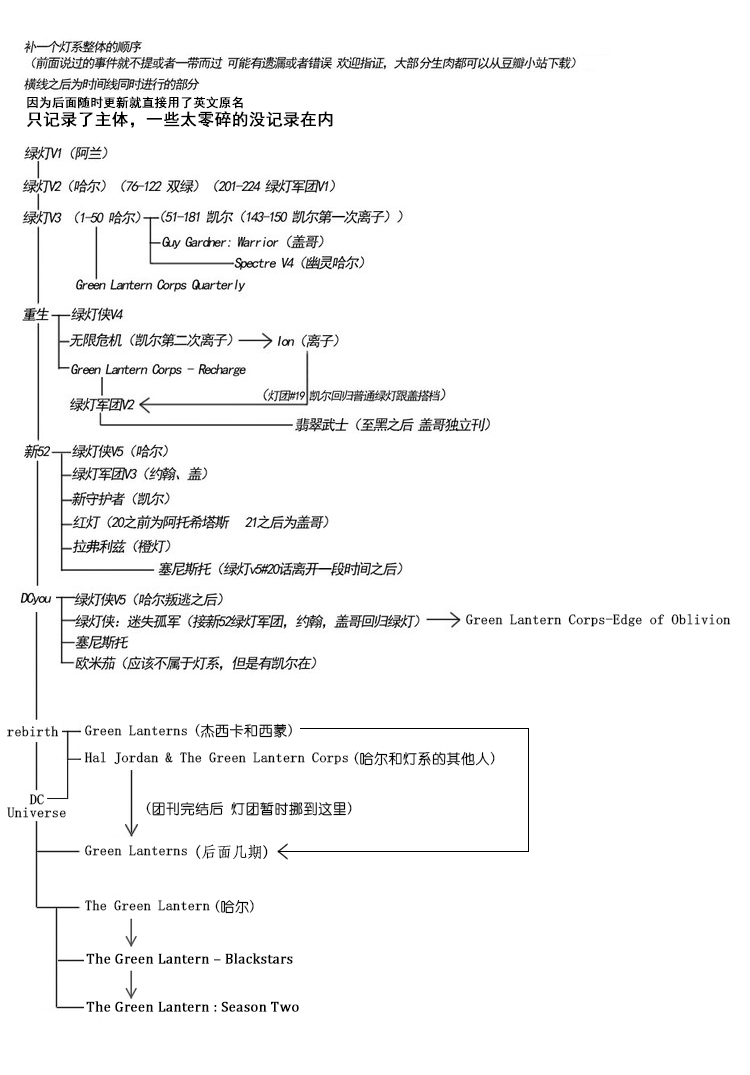 补一个灯系整体的顺序
（前面说过的事件就不提或者一带而过 可能有遗漏或者错误 欢迎指证，大部分生肉都可以从豆瓣小站下载）
横线之后为时间线同时进行的部分
因为后面随时更新就直接用了英文原名
只记录了主体，一些太零碎的没记录在内
绿灯V1（阿兰）
绿灯V2（哈尔）（76-122 双绿）（201-224 绿灯军团V1）
绿灯V3 （1-50 哈尔）（51-181 凯尔（143-150 凯尔第一次离子））
Guy Gardner: Warrior（盖哥）
Spectre V4（幽灵哈尔）
Green Lantern Corps Quarterly
重生 绿灯侠V4
无限危机（凯尔第二次离子） Ion（离子）
Green Lantern Corps - Recharge
（灯团#19 凯尔回归普通绿灯跟盖搭档）
绿灯军团V2
翡翠武士（至黑之后 盖哥独立刊）
新52 绿灯侠V5（哈尔）
绿灯军团V3（约翰、盖）
新守护者（凯尔）
红灯（20之前为阿托希塔斯 21之后为盖哥）
拉弗利兹（橙灯）
塞尼斯托（绿灯v5#20话离开一段时间之后）
DCyou 绿灯侠V5（哈尔叛逃之后）
绿灯侠：迷失孤军（接新52绿灯军团，约翰，盖哥回归绿灯） Green Lantern Corps-Edge of Oblivion
塞尼斯托
欧米茄（应该不属于灯系，但是有凯尔在）
rebirth Green Lanterns（杰西卡和西蒙）
Hal Jordan & The Green Lantern Corps（哈尔和灯系的其他人）
DC
Universe
（团刊完结后 灯团暂时挪到这里）
Green Lanterns（后面几期）
The Green Lantern（哈尔）
The Green Lantern – Blackstars
The Green Lantern : Season Two